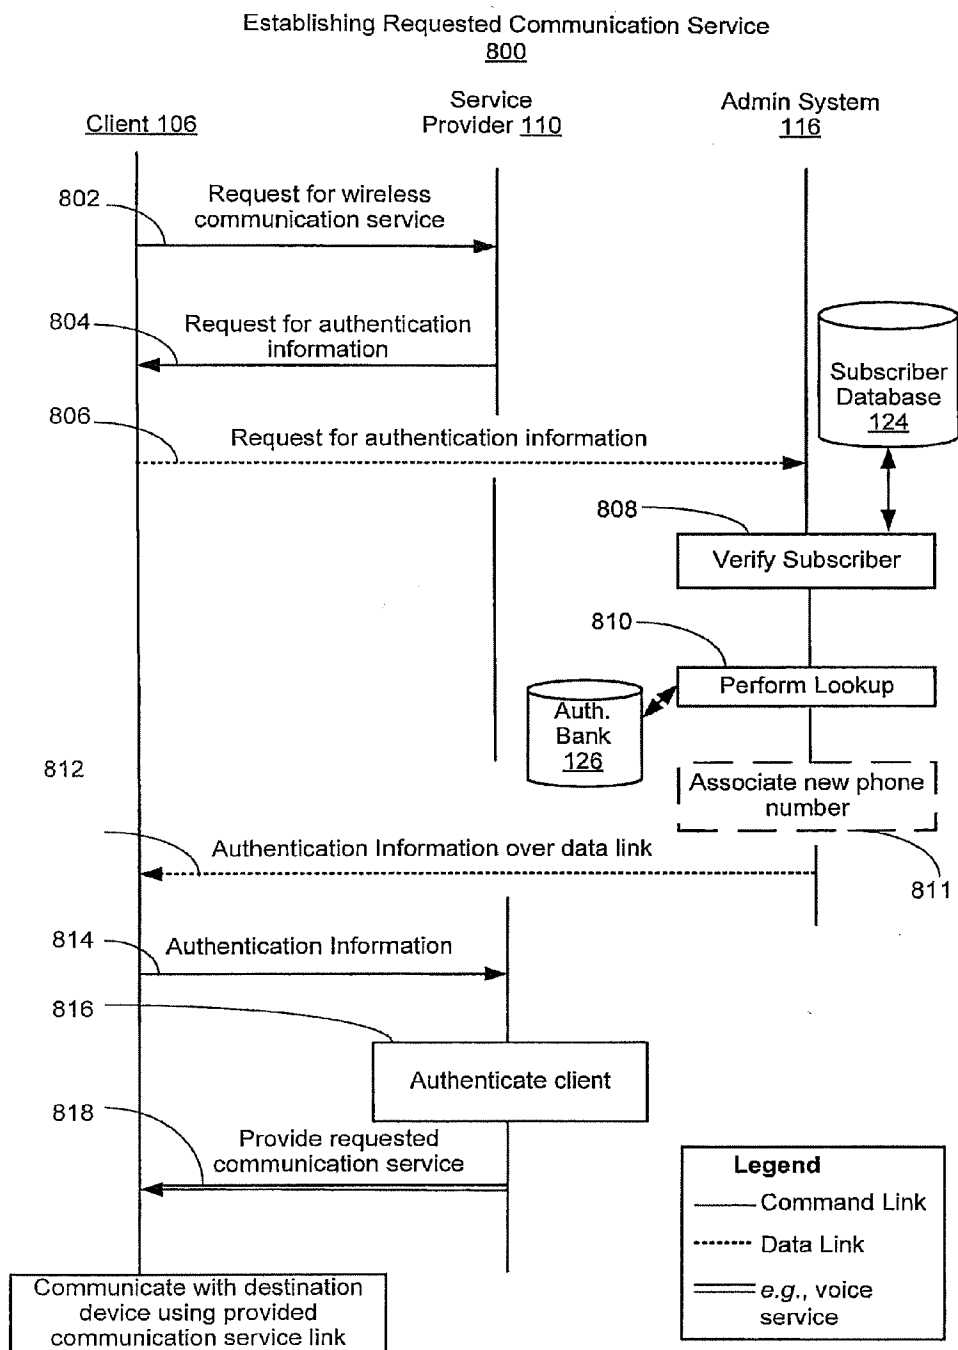 Establishing Requested Communication Service
800
Client 106
Service
Provider 110
Admin System
116
802
Request for wireless
communication service
804
Request for authentication
information
Subscriber
Database
124
806
Request for authentication information
808
Verify Subscriber
810
Perform Lookup
Auth.
Bank
126
812
Associate new phone
number
811
Authentication Information over data link
814
Authentication Information
816
Authenticate client
818
Provide requested
communication service
Legend
Command Link
Data Link
e.g., voice
service
Communicate with destination
device using provided
communication service link